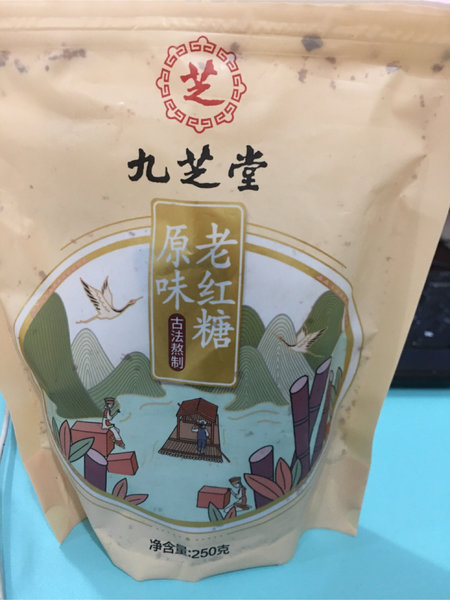 芝
九芝堂
老红糖
原味
古法熬制
净含量:250克